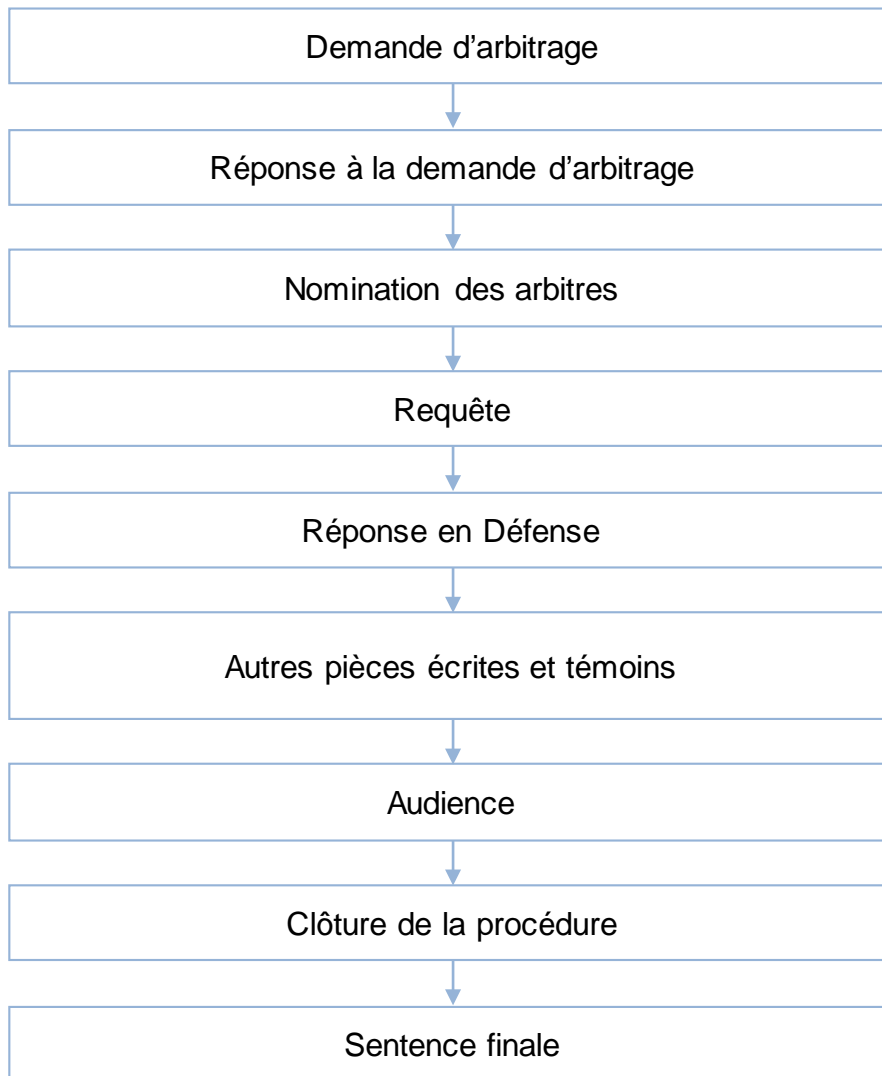 Demande d’arbitrage
Réponse à la demande d’arbitrage
Nomination des arbitres
Requête
Réponse en Défense
Autres pièces écrites et témoins
Audience
Clôture de la procédure
Sentence finale